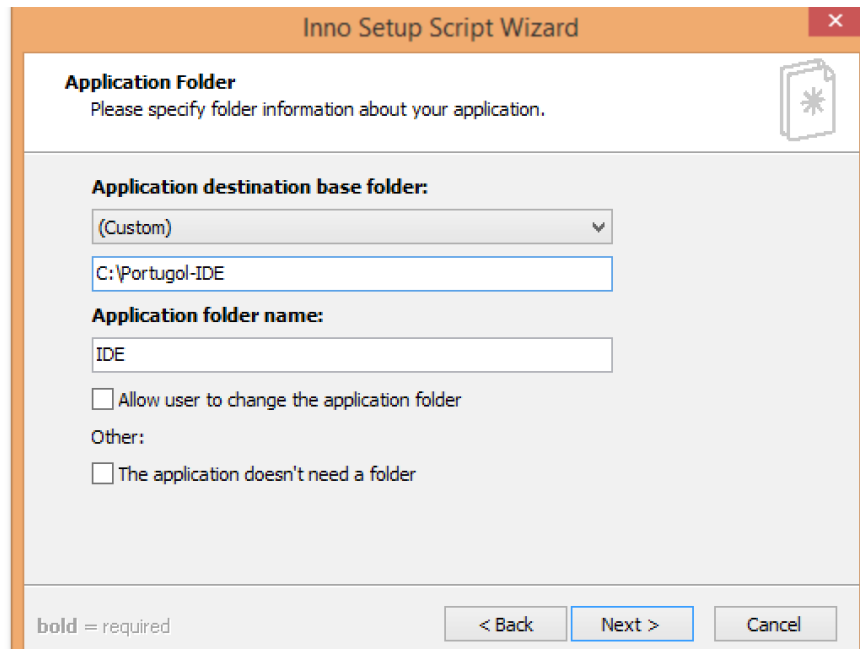 Inno Setup Script Wizard
Application Folder
Please specify folder information about your application.
Application destination base folder:
(Custom)
C:\Portugol-IDE
Application folder name:
IDE
Allow user to change the application folder
Other:
The application doesn't need a folder
bold = required
< Back
Next >
Cancel